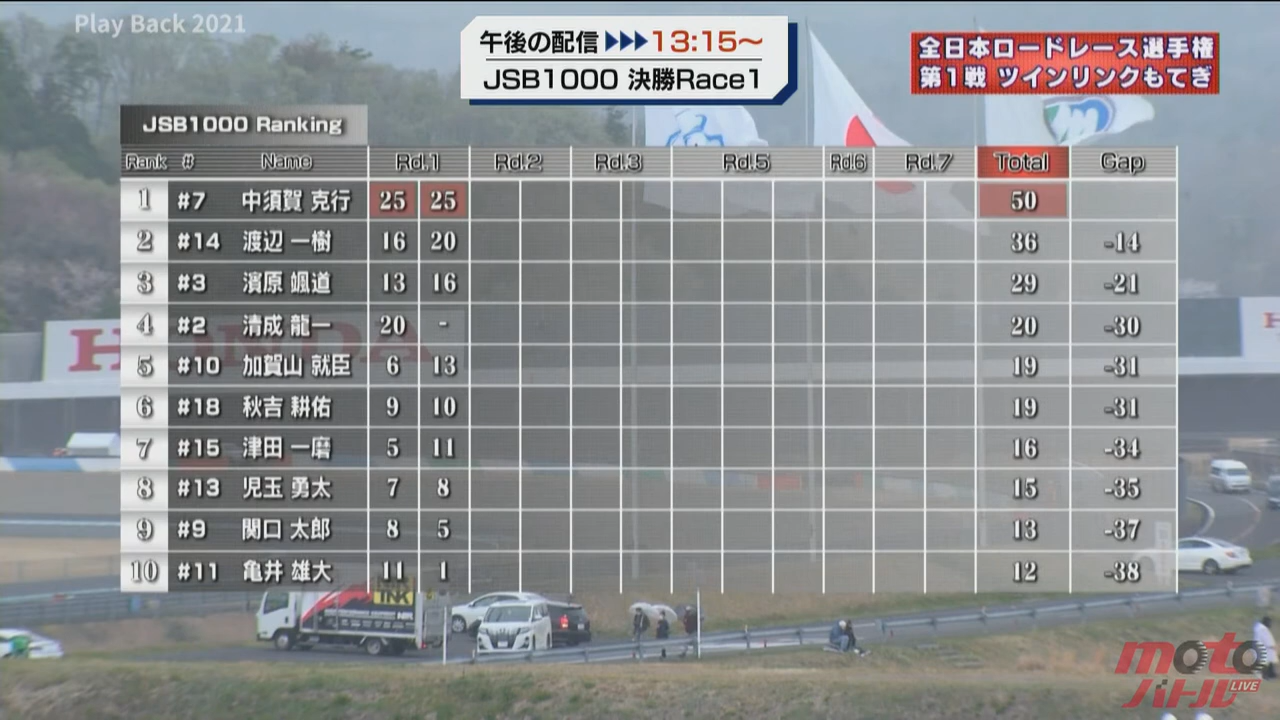 Play Back 2021
午後の配信▶▶▶13:15〜
JSB1000 決勝Race1
全日本ロードレース選手権
第1戦 ツインリンクもてぎ
JSB1000 Ranking
Rank # Name Rd.1 Rd.2 Rd.3 Rd.5 Rd.6 Rd.7 Total Gap
1 #7 中須賀 克行 25 25 50
2 #14 渡辺 一樹 16 20 36 -14
3 #3 濱原 颯道 13 16 29 -21
4 #2 清成 龍一 20 - 20 -30
5 #10 加賀山 就臣 6 13 19 -31
6 #18 秋吉 耕佑 9 10 19 -31
7 #15 津田 一磨 5 11 16 -34
8 #13 児玉 勇太 7 8 15 -35
9 #9 関口 太郎 8 5 13 -37
10 #11 亀井 雄大 11 1 12 -38
HONDA
INK
motoバトル LIVE